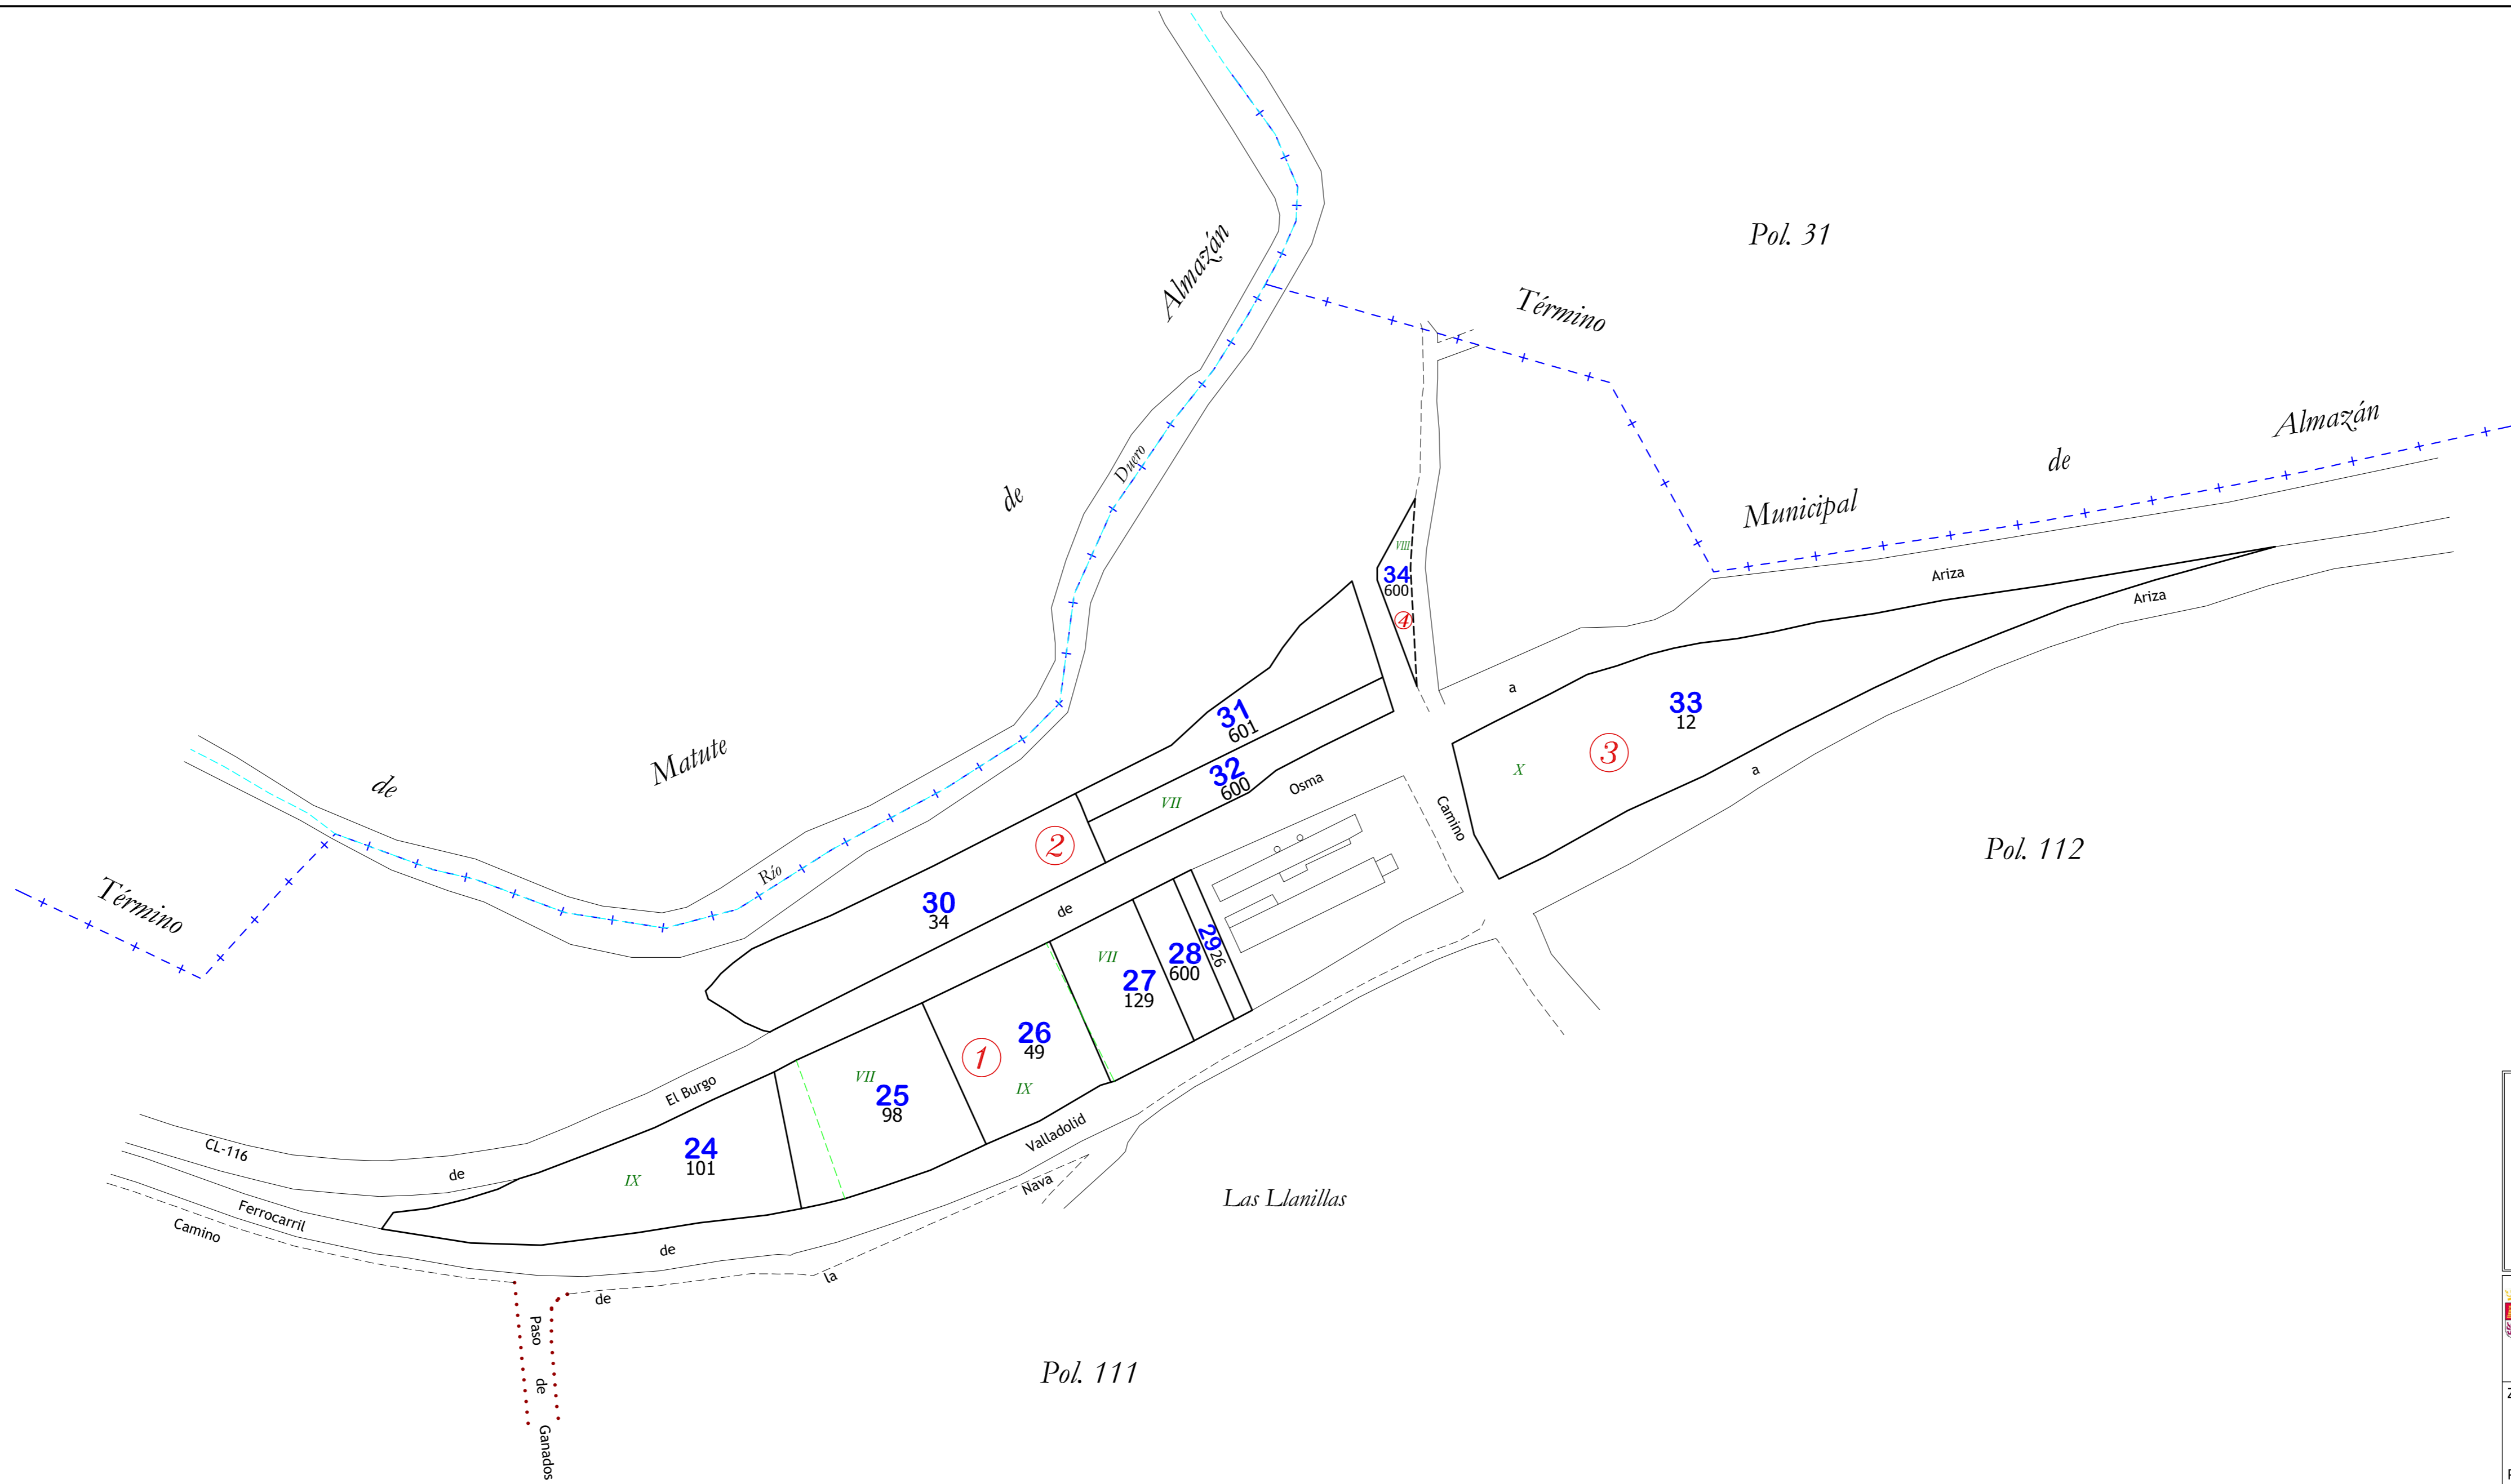 Pol. 31
Término
Municipal
de
Almazán
Almazán
de
Matute
de
Término
Río
Duero
VIII
34
600
4
Ariza
a
Ariza
a
33
12
3
X
31
601
32
600
VII
2
30
34
Osma
de
El Burgo
de
CL-116
Camino
29
26
28
600
VII
27
129
26
49
IX
1
VII
25
98
24
101
IX
Valladolid
de
Ferrocarril
Camino
de
la
Nava
Paso
de
Ganados
Las Llanillas
Pol. 112
Pol. 111